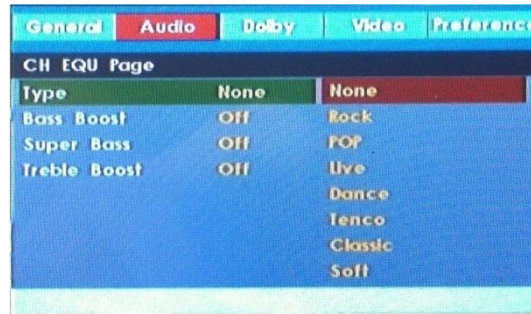 General Audio Dolby Video Preference
CH EQU Page
Type None None
Bass Boost Off Rock
Super Bass Off POP
Treble Boost Off Live
Dance
Tenco
Classic
Soft